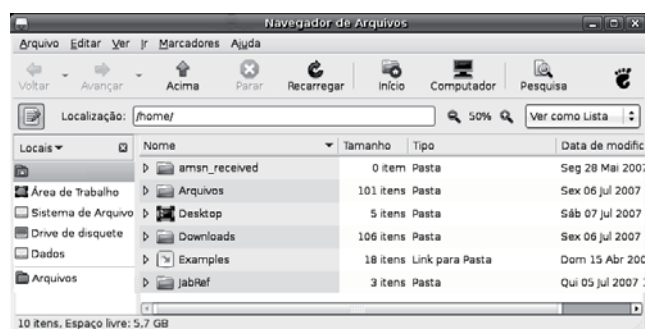 Navegador de Arquivos
Arquivo Editar Ver Ir Marcadores Ajuda
Voltar Avançar Acima Parar Recarregar Início Computador Pesquisa
Localização: /home/ 50% Ver como Lista
Locais Nome Tamanho Tipo Data de modific
amsn_received 0 item Pasta Seg 28 Mai 2007
Área de Trabalho Arquivos 101 itens Pasta Sex 06 Jul 2007
Sistema de Arquivo Desktop 5 itens Pasta Sáb 07 Jul 2007
Drive de disquete Downloads 106 itens Pasta Sex 06 Jul 2007
Dados Examples 18 itens Link para Pasta Dom 15 Abr 200
Arquivos JabRef 3 itens Pasta Qui 05 Jul 2007
10 itens, Espaço livre: 5,7 GB